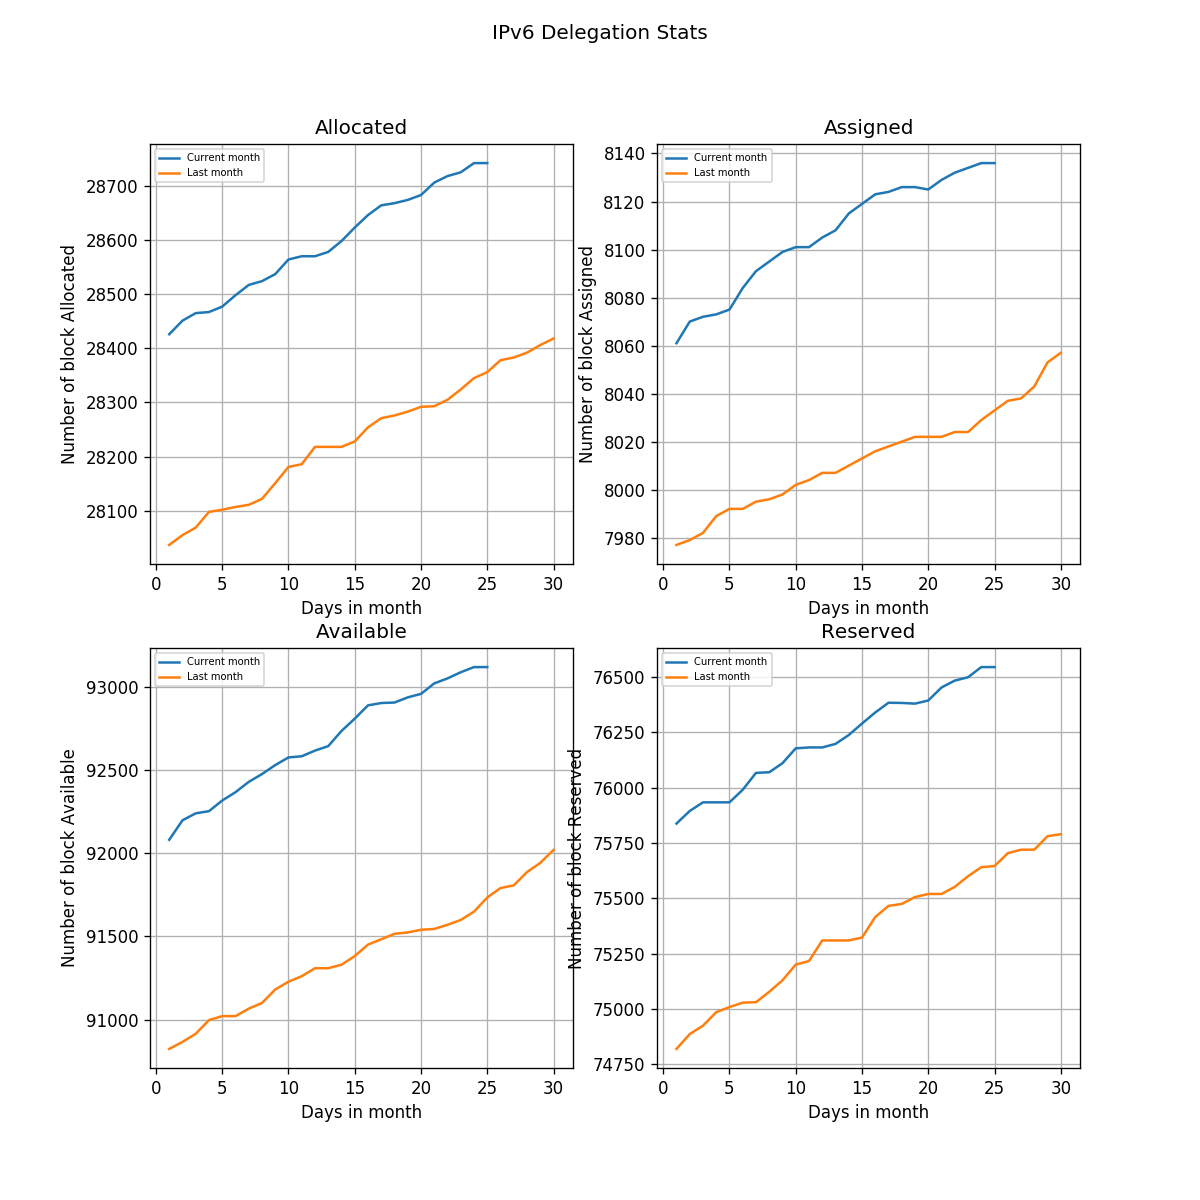 IPv6 Delegation Stats
Allocated
Current month
Last month
28700
28600
28500
28400
28300
28200
28100
Number of block Allocated
0 5 10 15 20 25 30
Days in month
Assigned
Current month
Last month
8140
8120
8100
8080
8060
8040
8020
8000
7980
Number of block Assigned
0 5 10 15 20 25 30
Days in month
Available
Current month
Last month
93000
92500
92000
91500
91000
Number of block Available
0 5 10 15 20 25 30
Days in month
Reserved
Current month
Last month
76500
76250
76000
75750
75500
75250
75000
74750
Number of block Reserved
0 5 10 15 20 25 30
Days in month